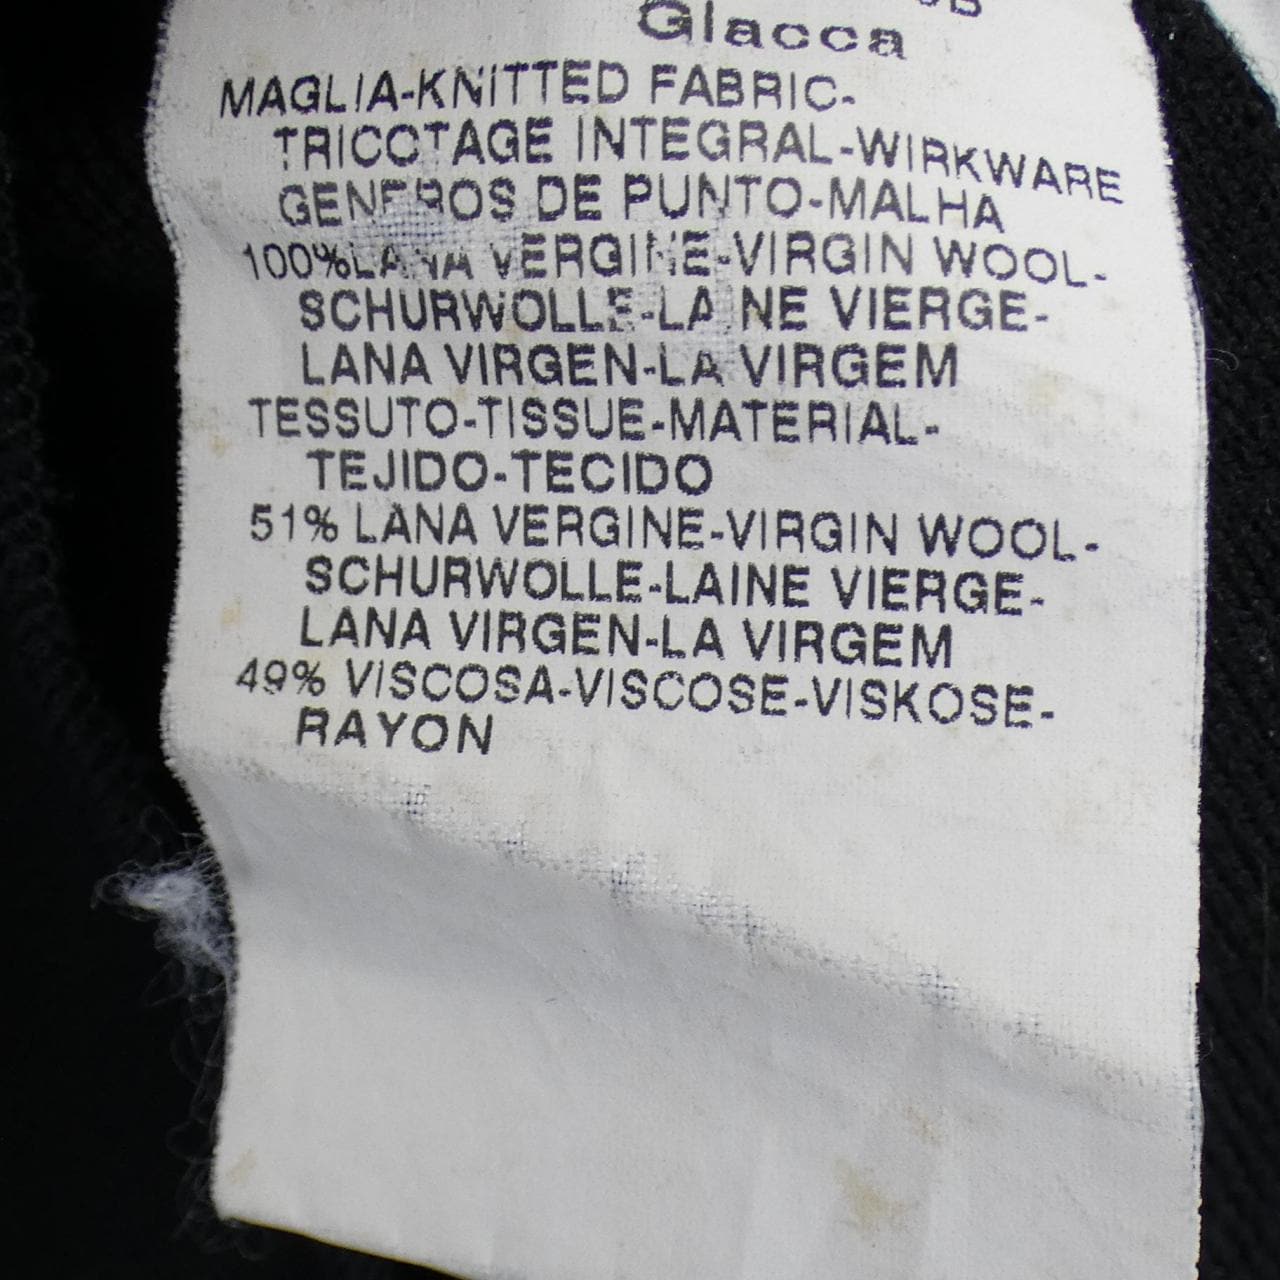 Giacca
MAGLIA-KNITTED FABRIC-
TRICOTAGE INTEGRAL-WIRKWARE
GENEROS DE PUNTO-MALHA
100%LANA VERGINE-VIRGIN WOOL-
SCHURWOLLE-LAINE VIERGE-
LANA VIRGEN-LA VIRGEM
TESSUTO-TISSUE-MATERIAL-
TEJIDO-TECIDO
51% LANA VERGINE-VIRGIN WOOL-
SCHURWOLLE-LAINE VIERGE-
LANA VIRGEN-LA VIRGEM
49% VISCOSA-VISCOSE-VISKOSE-
RAYON